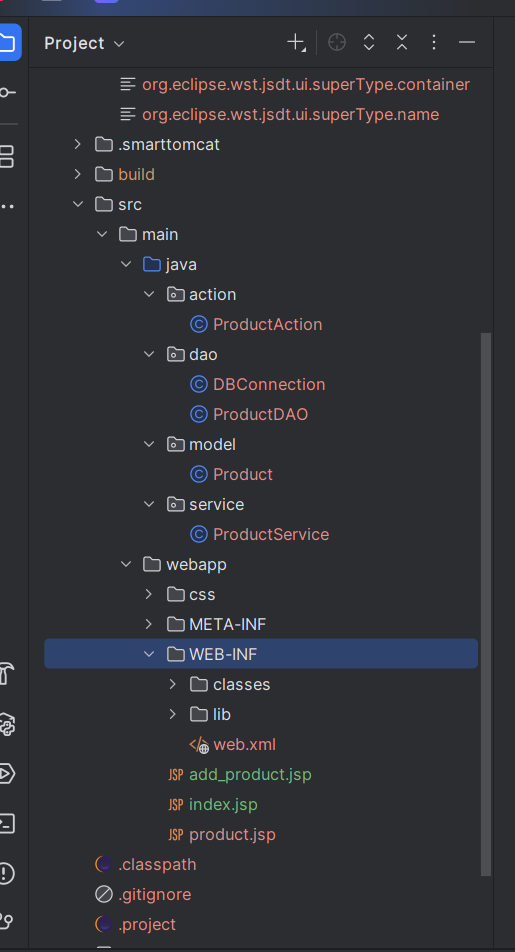 Project
org.eclipse.wst.jsdt.ui.superType.container
org.eclipse.wst.jsdt.ui.superType.name
.smarttomcat
build
src
main
java
action
ProductAction
dao
DBConnection
ProductDAO
model
Product
service
ProductService
webapp
css
META-INF
WEB-INF
classes
lib
web.xml
JSP add_product.jsp
JSP index.jsp
JSP product.jsp
.classpath
.gitignore
.project